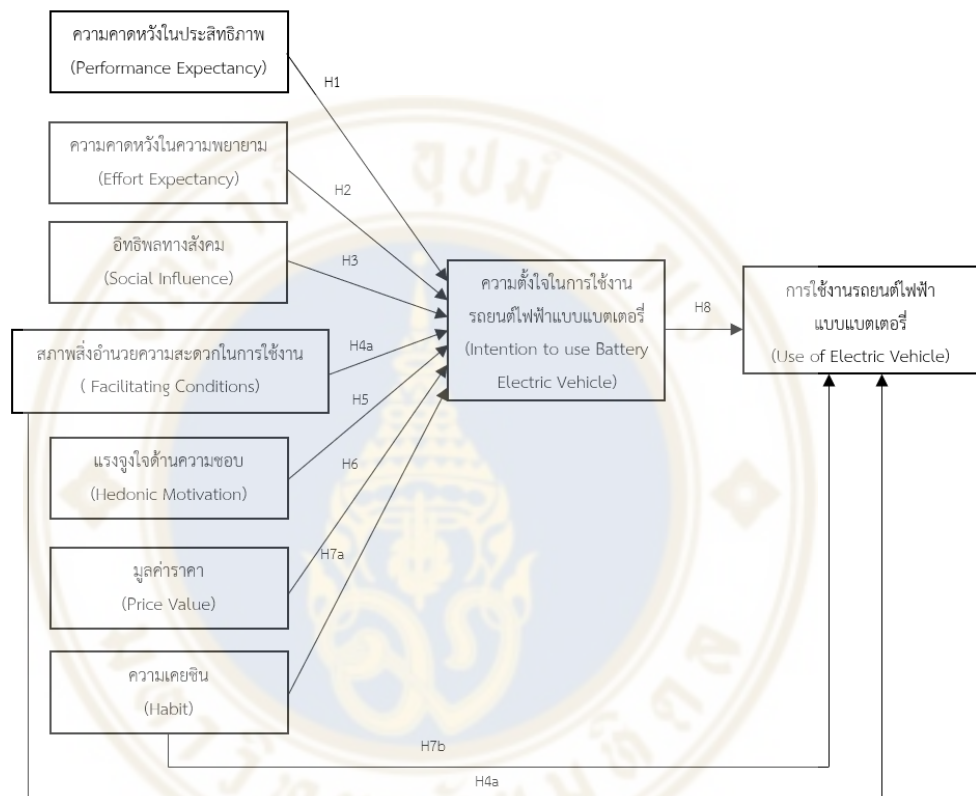 ความคาดหวังในประสิทธิภาพ
(Performance Expectancy)
H1
ความคาดหวังในความพยายาม
(Effort Expectancy)
H2
อิทธิพลทางสังคม
(Social Influence)
H3
สภาพสิ่งอำนวยความสะดวกในการใช้งาน
( Facilitating Conditions)
H4a
แรงจูงใจด้านความชอบ
(Hedonic Motivation)
H5
มูลค่าราคา
(Price Value)
H6
ความเคยชิน
(Habit)
H7a
ความตั้งใจในการใช้งาน
รถยนต์ไฟฟ้าแบบแบตเตอรี่
(Intention to use Battery
Electric Vehicle)
H8
การใช้งานรถยนต์ไฟฟ้า
แบบแบตเตอรี่
(Use of Electric Vehicle)
H7b
H4a